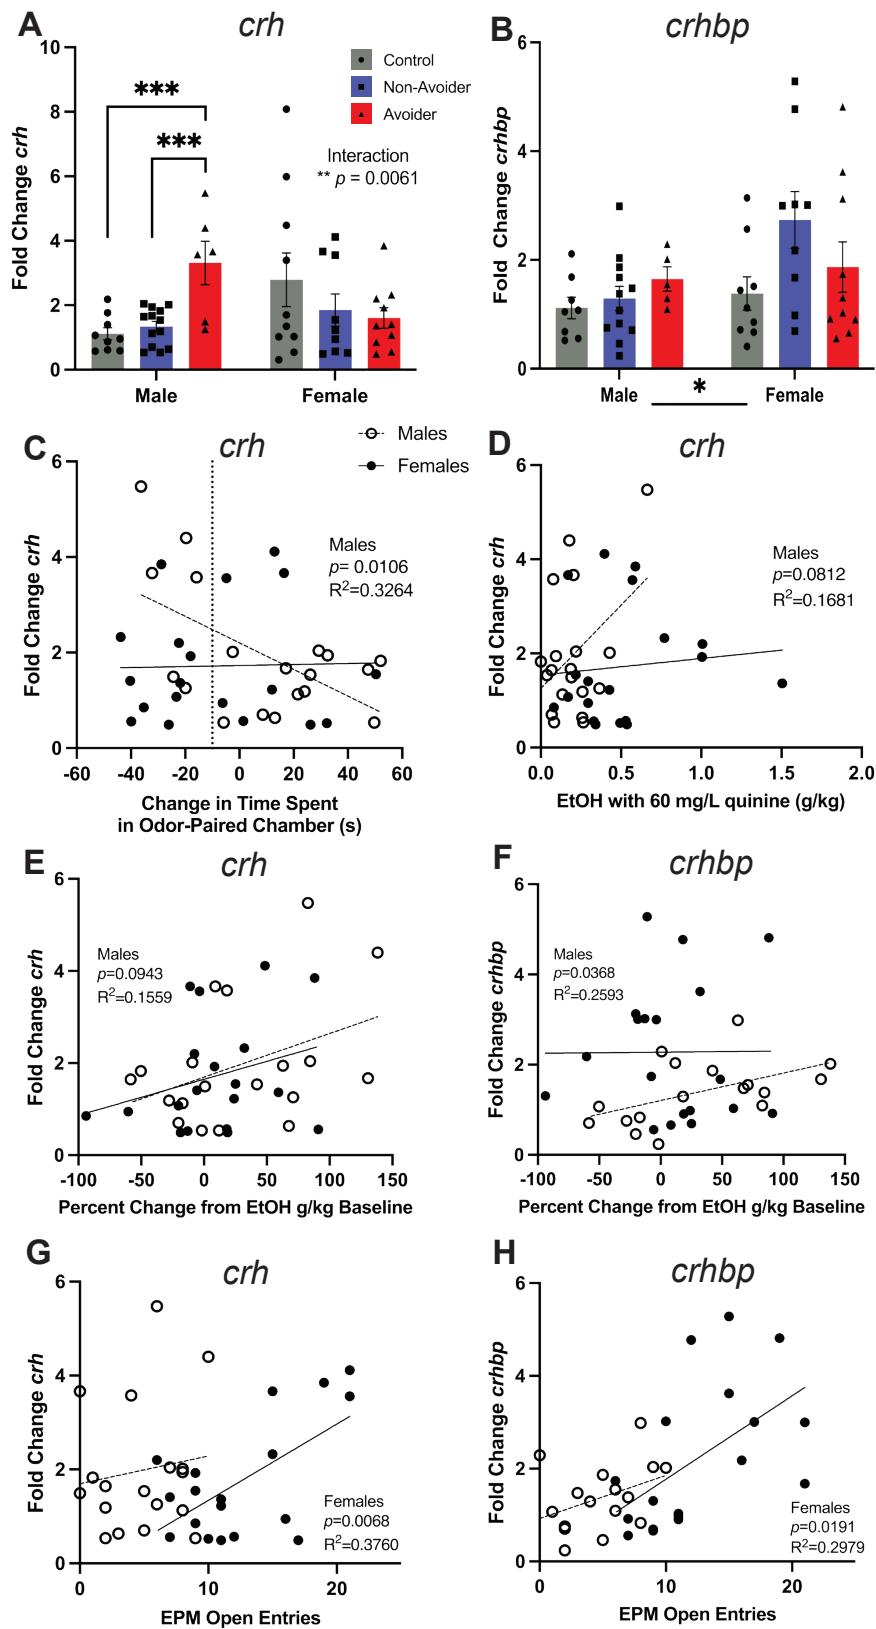 A
crh
Fold Change crh
10
8
6
4
2
0
***
***
Control
Non-Avoider
Avoider
Interaction
** p = 0.0061
Male
Female
B
crhbp
Fold Change crhbp
6
4
2
0
Male
Female
*
C
crh
Males
Females
Fold Change crh
6
4
2
0
Males
p= 0.0106
R2=0.3264
-60
-40
-20
0
20
40
60
Change in Time Spent
in Odor-Paired Chamber (s)
D
crh
Fold Change crh
6
4
2
0
Males
p=0.0812
R2=0.1681
0.0
0.5
1.0
1.5
2.0
EtOH with 60 mg/L quinine (g/kg)
E
crh
Fold Change crh
6
4
2
0
Males
p=0.0943
R2=0.1559
-100
-50
0
50
100
150
Percent Change from EtOH g/kg Baseline
F
crhbp
Fold Change crhbp
6
4
2
0
Males
p=0.0368
R2=0.2593
-100
-50
0
50
100
150
Percent Change from EtOH g/kg Baseline
G
crh
Fold Change crh
6
4
2
0
Females
p=0.0068
R2=0.3760
0
10
20
EPM Open Entries
H
crhbp
Fold Change crhbp
6
4
2
0
Females
p=0.0191
R2=0.2979
0
10
20
EPM Open Entries